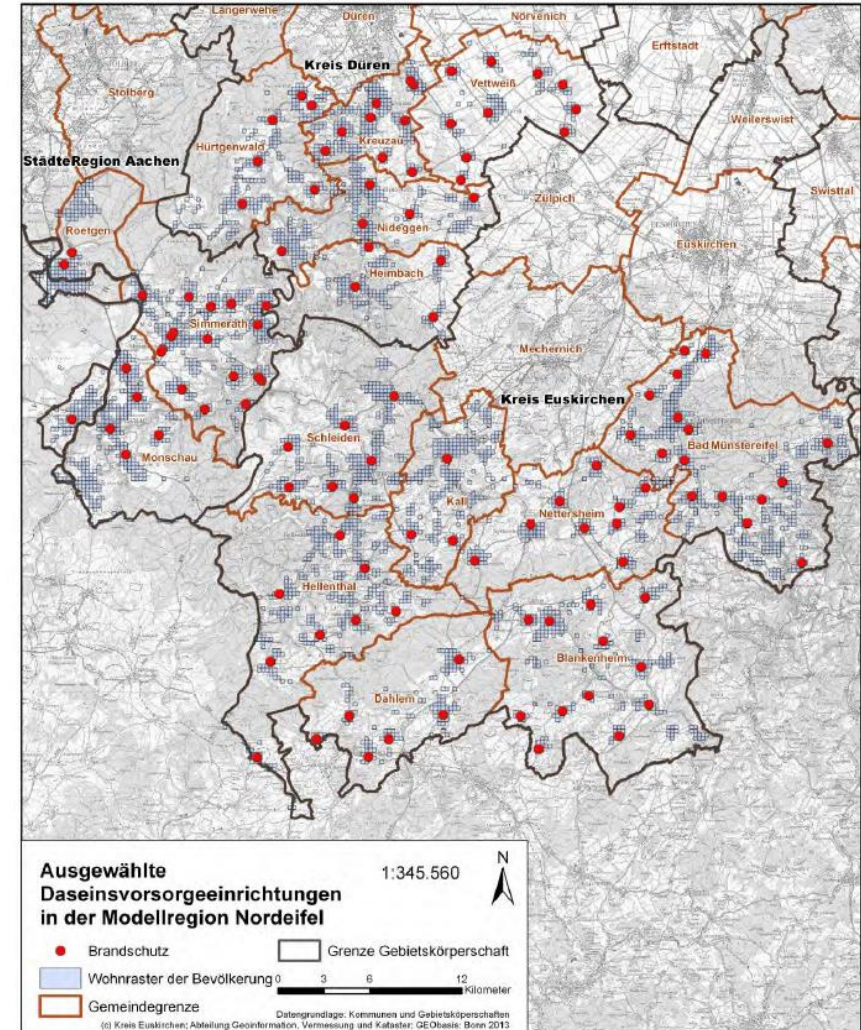 Langerwehe
Düren
Nörvenich
Erftstadt
Kreis Düren
Vettweiß
Stolberg
Weilerswist
Hürtgenwald
Kreuzau
StädteRegion Aachen
Swisttal
Zülpich
Roetgen
Nideggen
Euskirchen
Heimbach
Simmerath
Mechernich
Kreis Euskirchen
Schleiden
Bad Münstereifel
Monschau
Kall
Nettersheim
Hellenthal
Blankenheim
Dahlem
Ausgewählte
Daseinsvorsorgeeinrichtungen
in der Modellregion Nordeifel
1:345.560
N
Brandschutz
Grenze Gebietskörperschaft
Wohnraster der Bevölkerung
0 3 6 12
Kilometer
Gemeindegrenze
Datengrundlage: Kommunen und Gebietskörperschaften
(c) Kreis Euskirchen; Abteilung Geoinformation, Vermessung und Kataster; GEObasis: Bonn 2013